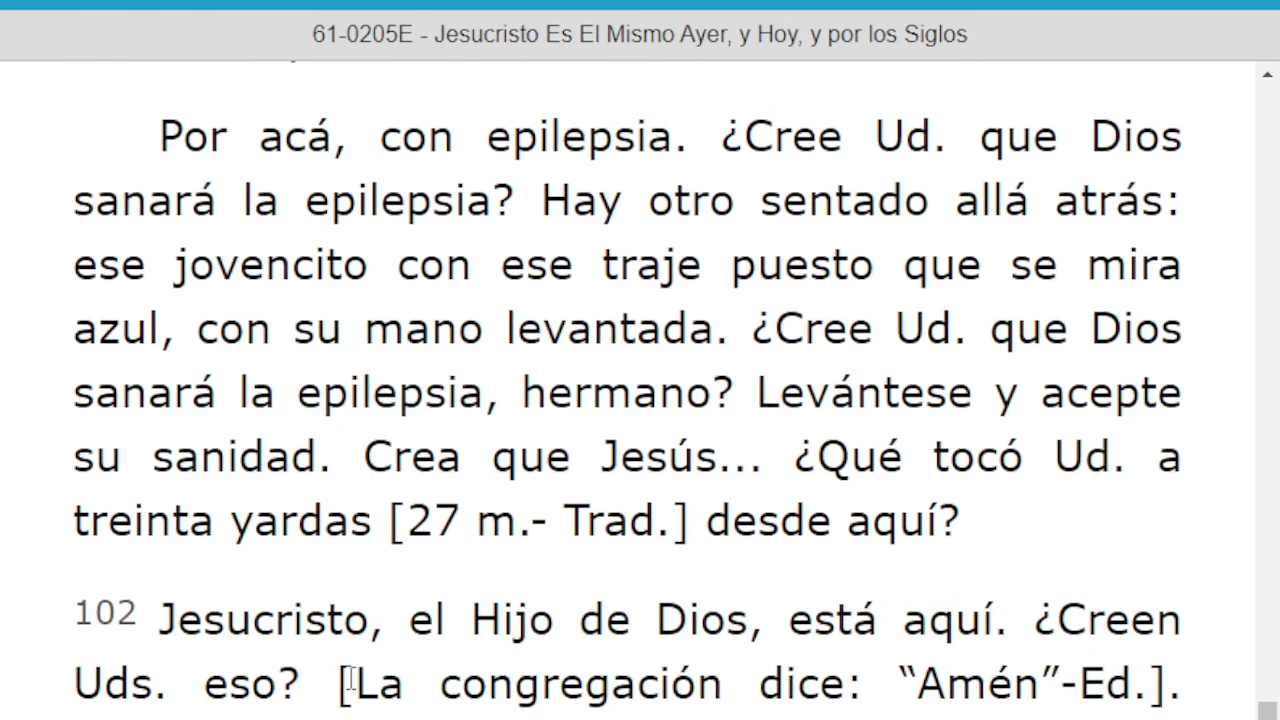 61-0205E - Jesucristo Es El Mismo Ayer, y Hoy, y por los Siglos
Por acá, con epilepsia. ¿Cree Ud. que Dios
sanará la epilepsia? Hay otro sentado allá atrás:
ese jovencito con ese traje puesto que se mira
azul, con su mano levantada. ¿Cree Ud. que Dios
sanará la epilepsia, hermano? Levántese y acepte
su sanidad. Crea que Jesús... ¿Qué tocó Ud. a
treinta yardas [27 m.- Trad.] desde aquí?
102 Jesucristo, el Hijo de Dios, está aquí. ¿Creen
Uds. eso? [La congregación dice: “Amén”-Ed.].